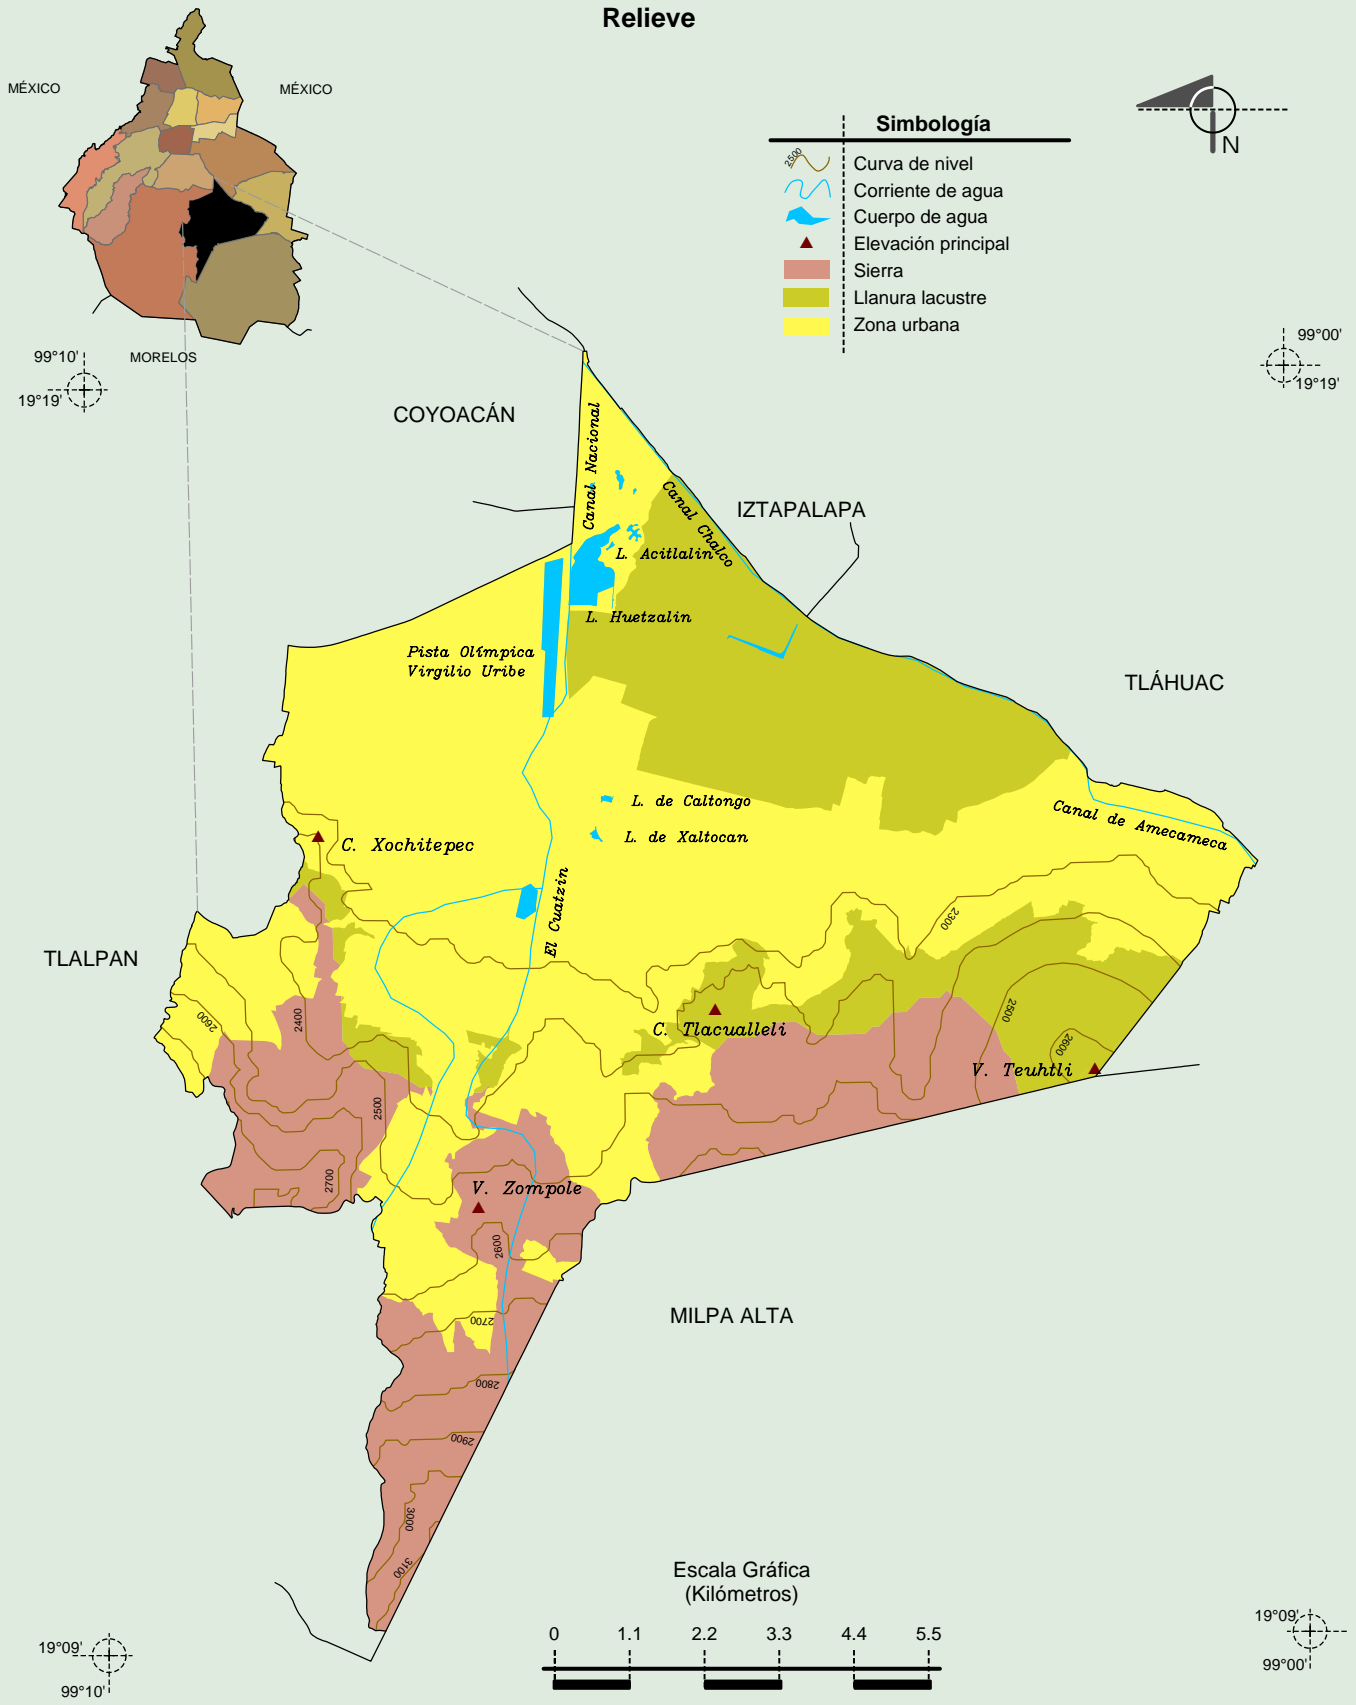 Relieve
MÉXICO
MÉXICO
MORELOS
N
Simbología
2500
Curva de nivel
Corriente de agua
Cuerpo de agua
Elevación principal
Sierra
Llanura lacustre
Zona urbana
99°10'
19°19'
99°00'
19°19'
COYOACÁN
Canal Nacional
Canal Chalco
IZTAPALAPA
L. Acitlalin
L. Huetzalin
Pista Olímpica
Virgilio Uribe
TLÁHUAC
L. de Caltongo
L. de Xaltocan
Canal de Amecameca
C. Xochitepec
El Cuatzin
2300
TLALPAN
2600
2400
2500
2600
C. Tlacualleli
V. Teuhtli
2500
2700
V. Zompole
2600
MILPA ALTA
2700
2800
2900
3000
3100
Escala Gráfica
(Kilómetros)
0 1.1 2.2 3.3 4.4 5.5
19°09'
99°10'
19°09'
99°00'